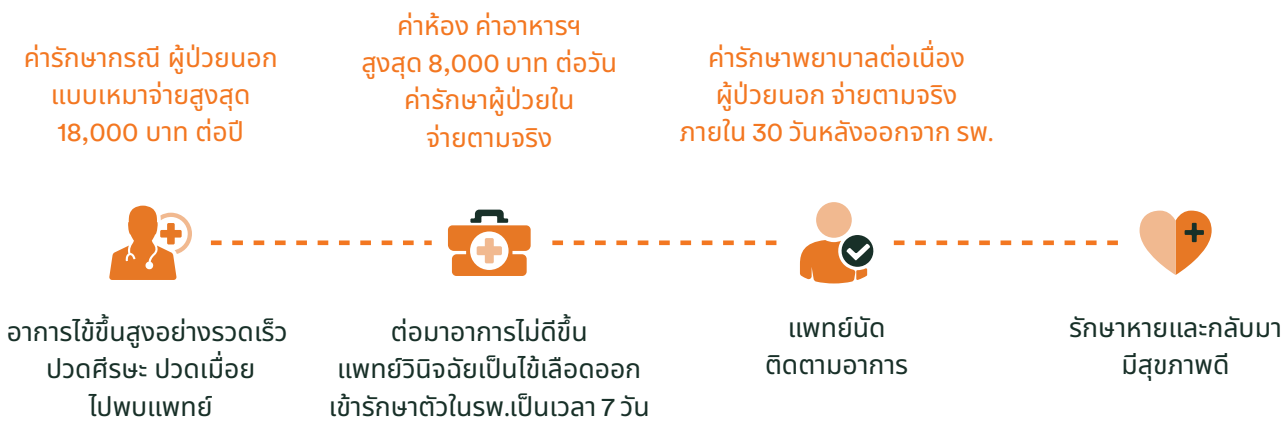 ค่ารักษากรณี ผู้ป่วยนอก
แบบเหมาจ่ายสูงสุด
18,000 บาท ต่อปี
ค่าห้อง ค่าอาหารฯ
สูงสุด 8,000 บาท ต่อวัน
ค่ารักษาผู้ป่วยใน
จ่ายตามจริง
ค่ารักษาพยาบาลต่อเนื่อง
ผู้ป่วยนอก จ่ายตามจริง
ภายใน 30 วันหลังออกจาก รพ.
อาการไข้ขึ้นสูงอย่างรวดเร็ว
ปวดศีรษะ ปวดเมื่อย
ไปพบแพทย์
ต่อมาอาการไม่ดีขึ้น
แพทย์วินิจฉัยเป็นไข้เลือดออก
เข้ารักษาตัวในรพ.เป็นเวลา 7 วัน
แพทย์นัด
ติดตามอาการ
รักษาหายและกลับมา
มีสุขภาพดี